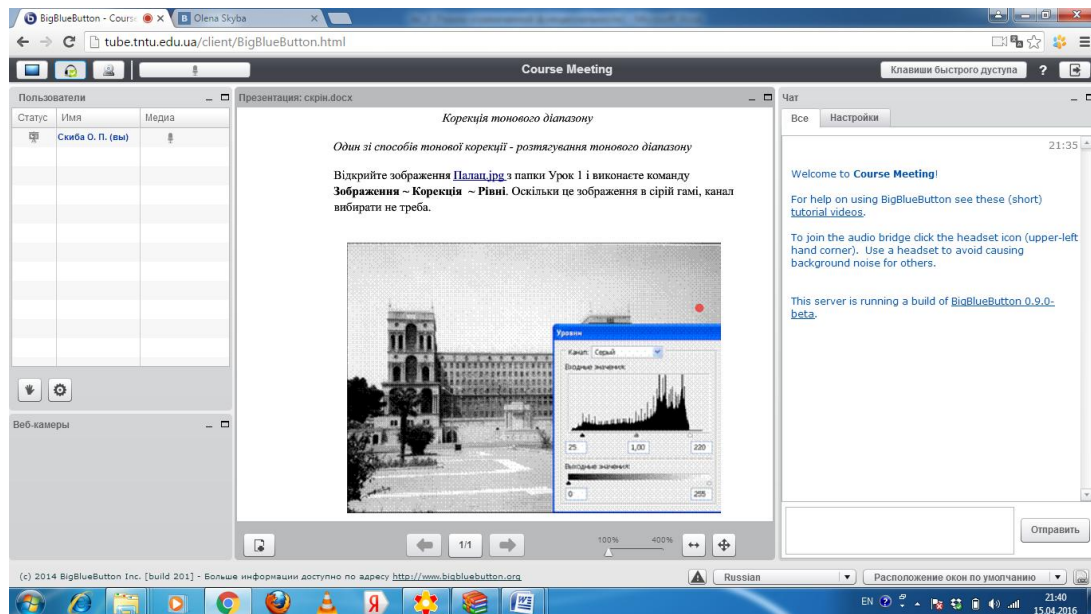 BigBlueButton - Course
Olena Skyba
tube.tntu.edu.ua/client/BigBlueButton.html
Course Meeting
Клавиши быстрого дуступа
?
Пользователи
Презентация: скрін.docx
Чат
Статус Имя Медиа
Скиба О. П. (вы)
Все Настройки
21:35
Корекція тонового діапазону
Один зі способів тонової корекції - розтягування тонового діапазону
Відкрийте зображення Палац.jpg з папки Урок 1 і виконаєте команду
Зображення ~ Корекція ~ Рівні. Оскільки це зображення в сірій гамі, канал
вибирати не треба.
Welcome to Course Meeting!
For help on using BigBlueButton see these (short)
tutorial videos.
To join the audio bridge click the headset icon (upper-left
hand corner). Use a headset to avoid causing
background noise for others.
This server is running a build of BigBlueButton 0.9.0-
beta.
Уровни
Канал: Серый
Входные значения:
25 1,00 220
Выходные значения:
0 255
Веб-камеры
1/1
100% 400%
Отправить
(c) 2014 BigBlueButton Inc. [build 201] - Больше информации доступно по адресу http://www.bigbluebutton.org
Russian
Расположение окон по умолчанию
EN
21:40
15.04.2016